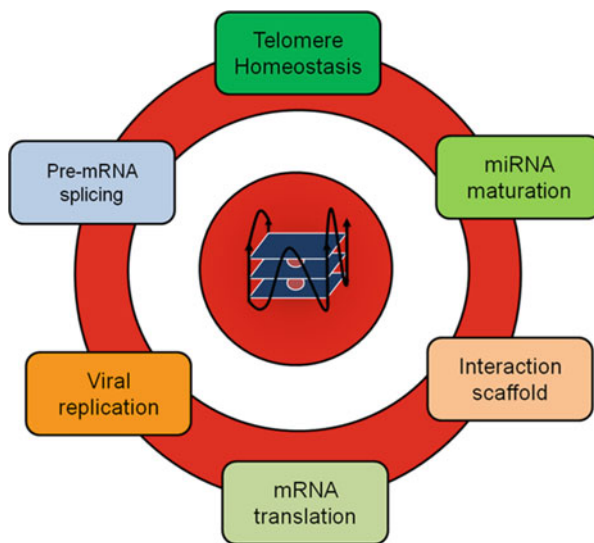 Telomere
Homeostasis
Pre-mRNA
splicing
miRNA
maturation
Viral
replication
Interaction
scaffold
mRNA
translation